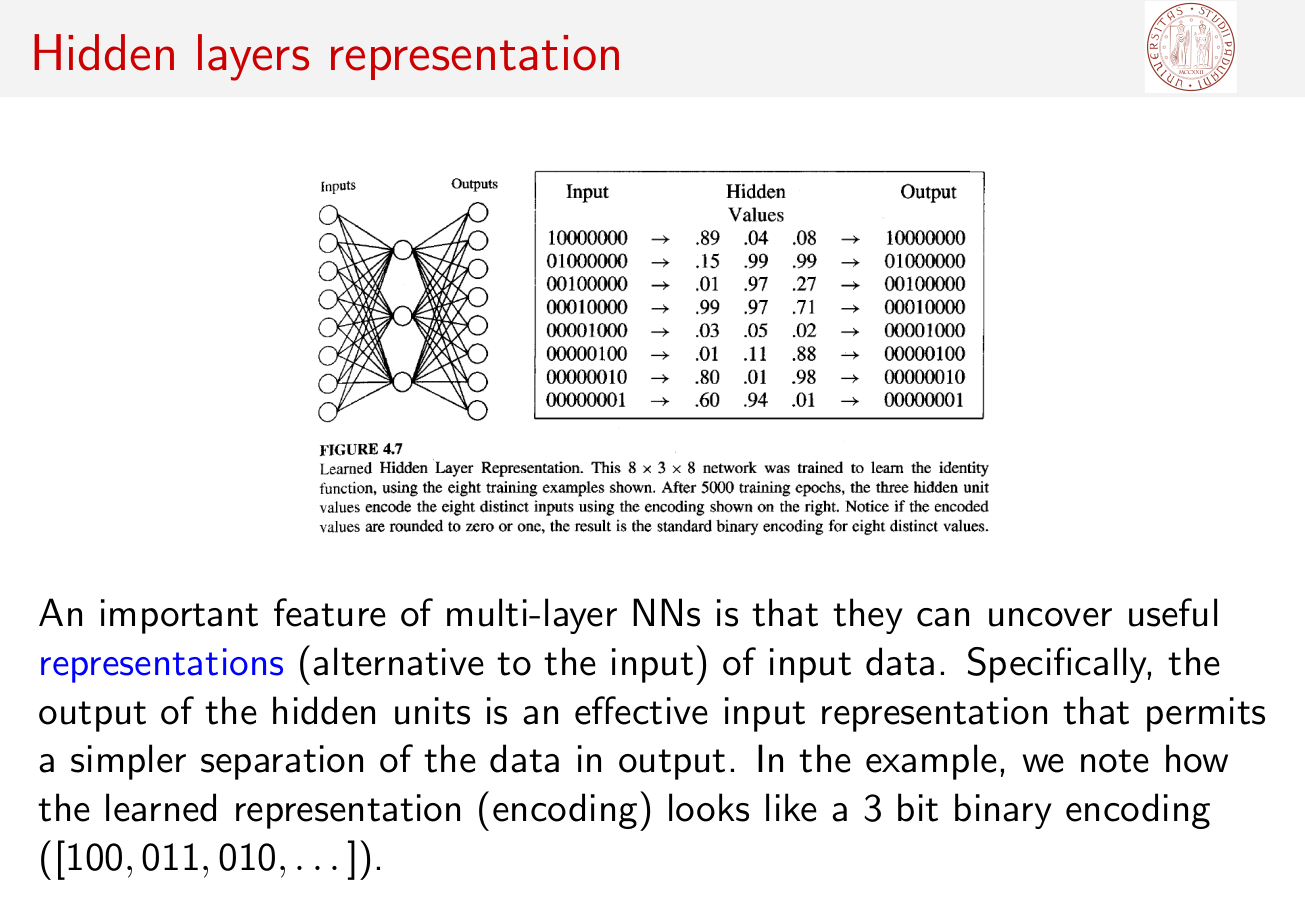 Hidden layers representation
UNIVERSITAS • STUDII PADUANI •
MCCXXII
Inputs Outputs
Input Hidden Output
Values
10000000 → .89 .04 .08 → 10000000
01000000 → .15 .99 .99 → 01000000
00100000 → .01 .97 .27 → 00100000
00010000 → .99 .97 .71 → 00010000
00001000 → .03 .05 .02 → 00001000
00000100 → .01 .11 .88 → 00000100
00000010 → .80 .01 .98 → 00000010
00000001 → .60 .94 .01 → 00000001
FIGURE 4.7
Learned Hidden Layer Representation. This 8 × 3 × 8 network was trained to learn the identity
function, using the eight training examples shown. After 5000 training epochs, the three hidden unit
values encode the eight distinct inputs using the encoding shown on the right. Notice if the encoded
values are rounded to zero or one, the result is the standard binary encoding for eight distinct values.
An important feature of multi-layer NNs is that they can uncover useful
representations (alternative to the input) of input data. Specifically, the
output of the hidden units is an effective input representation that permits
a simpler separation of the data in output. In the example, we note how
the learned representation (encoding) looks like a 3 bit binary encoding
([100, 011, 010, . . . ]).